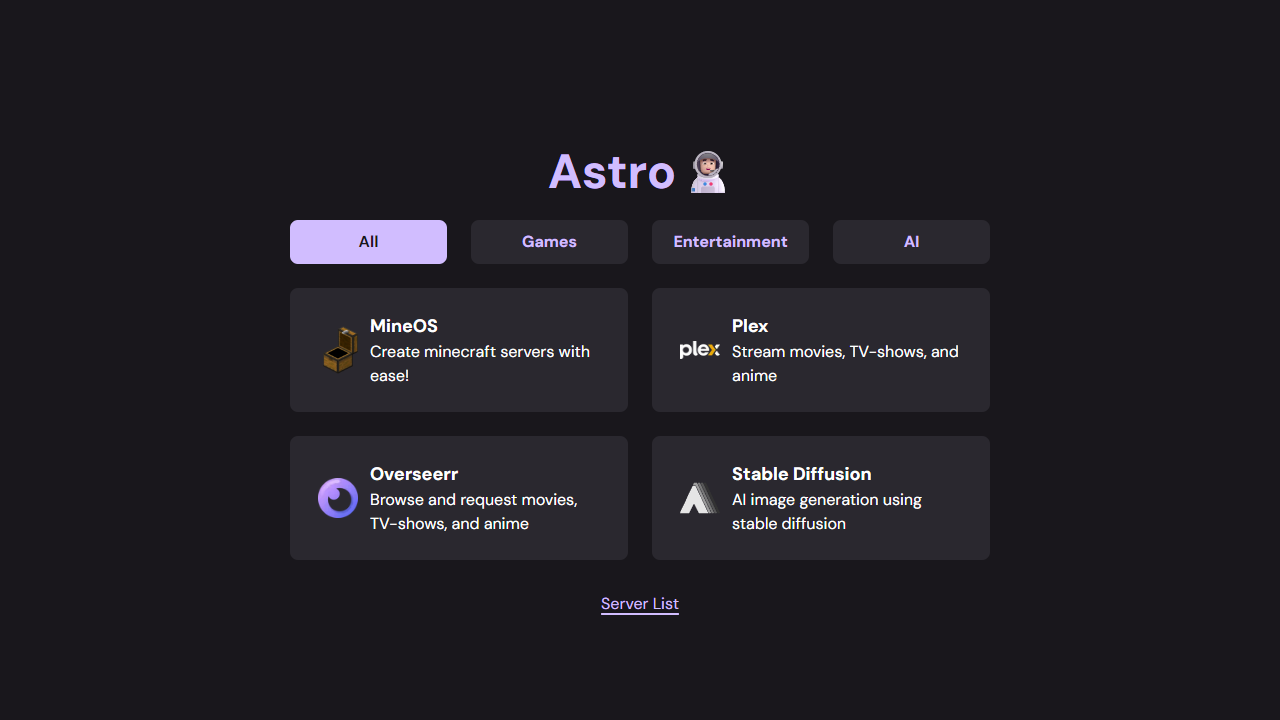 Astro 🧑‍🚀
All
Games
Entertainment
AI
MineOS
Create minecraft servers with
ease!
plex
Plex
Stream movies, TV-shows, and
anime
Overseerr
Browse and request movies,
TV-shows, and anime
Stable Diffusion
AI image generation using
stable diffusion
Server List